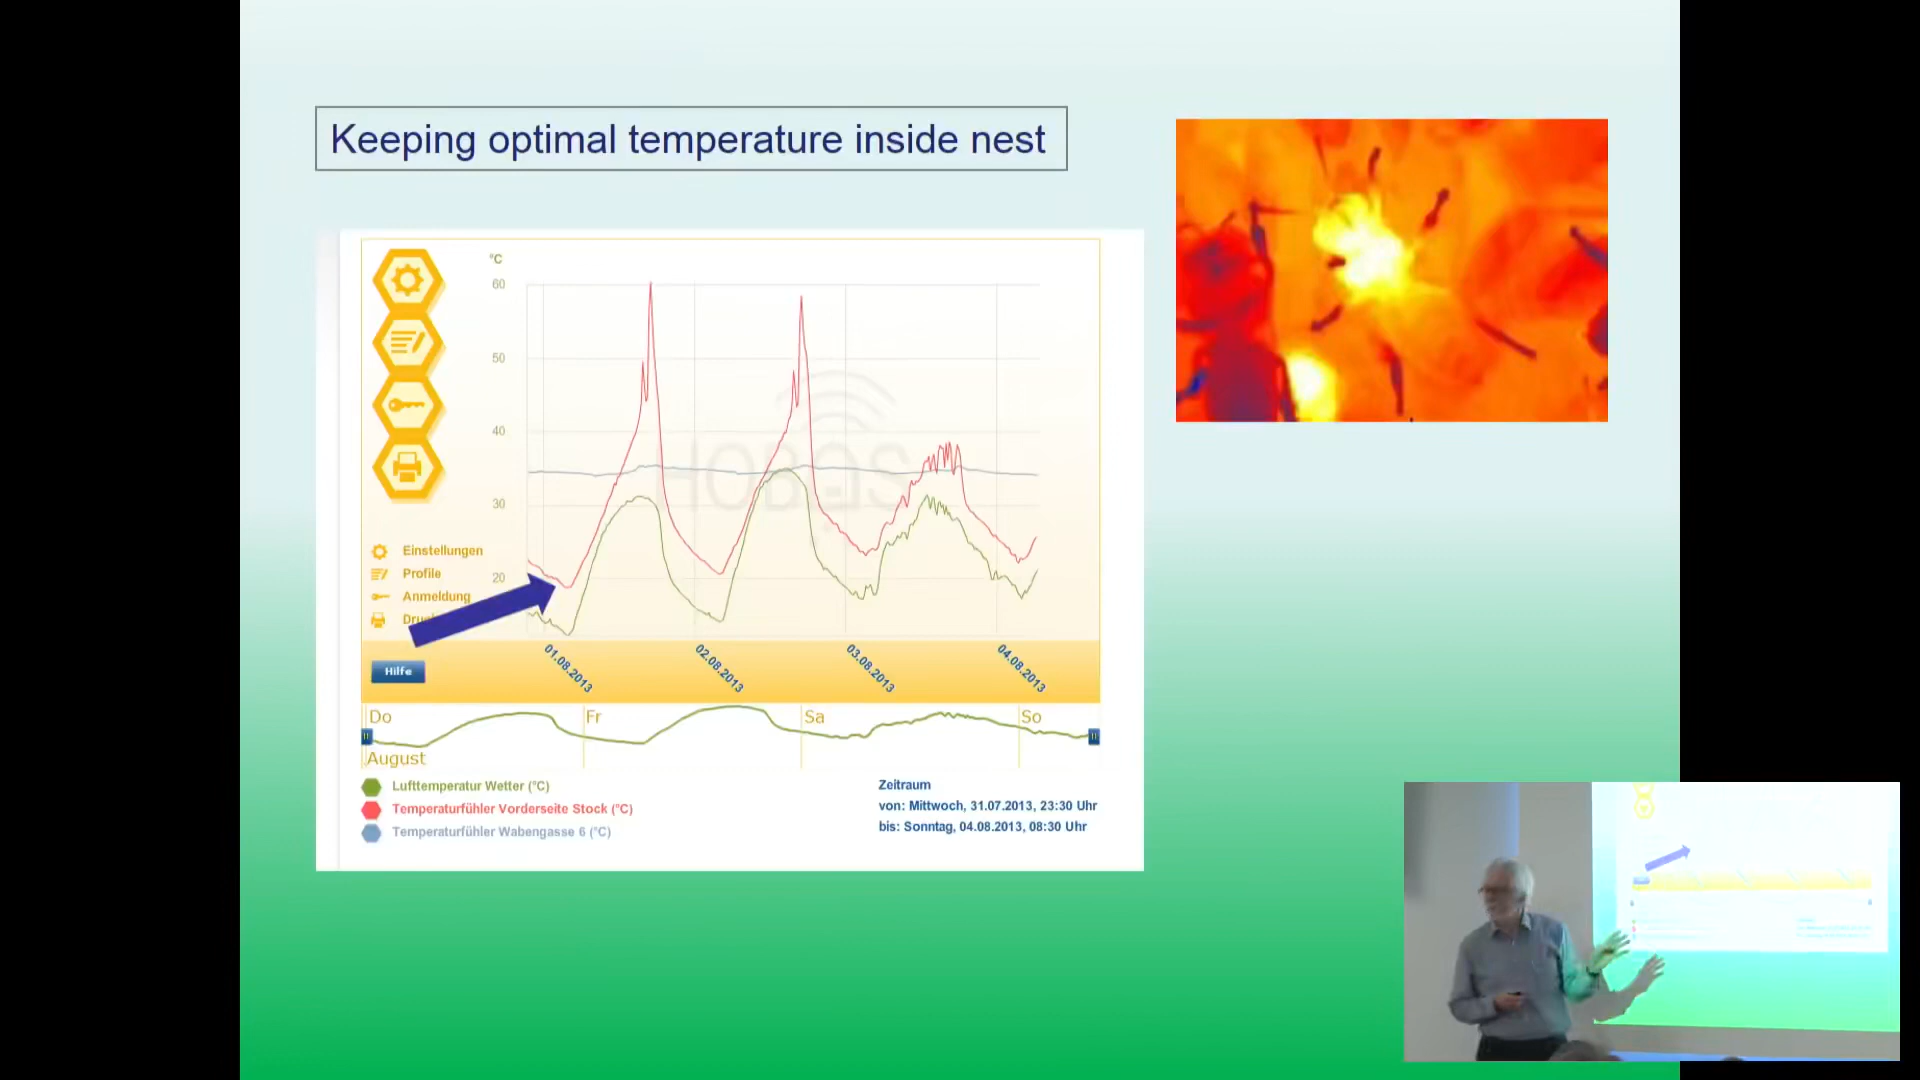 Keeping optimal temperature inside nest
°C
60
50
40
30
20
HOBOS
Einstellungen
Profile
Anmeldung
Hilfe
01.08.2013
02.08.2013
03.08.2013
04.08.2013
Do
Fr
Sa
So
August
Lufttemperatur Wetter (°C)
Temperaturfühler Vorderseite Stock (°C)
Temperaturfühler Wabengasse 6 (°C)
Zeitraum
von: Mittwoch, 31.07.2013, 23:30 Uhr
bis: Sonntag, 04.08.2013, 08:30 Uhr